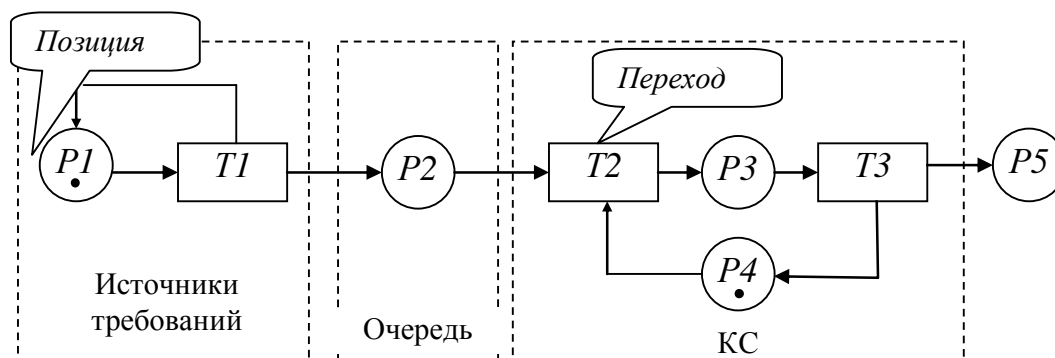 Позиция
Переход
P1
T1
P2
T2
P3
T3
P5
P4
Источники
требований
Очередь
КС